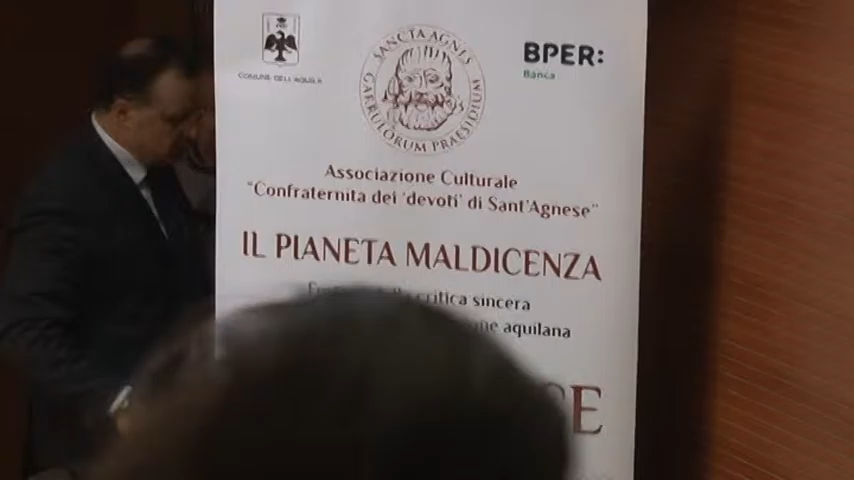 COMUNE DELL'AQUILA
SANCTA AGNES
GARRULORUM PRAESIDIUM
BPER:
Banca
Associazione Culturale
"Confraternita dei 'devoti' di Sant'Agnese"
IL PIANETA MALDICENZA
critica sincera
aquilana